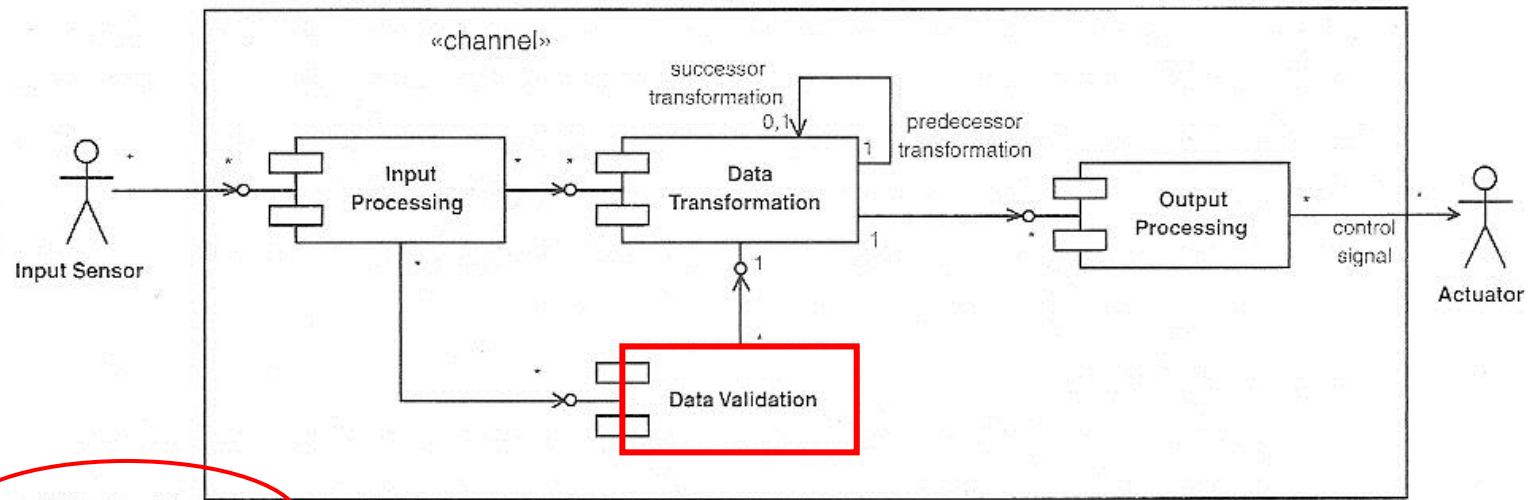 «channel»
successor
transformation
0,1
predecessor
transformation
1
*
*
Input
Processing
*
*
Data
Transformation
1
*
Output
Processing
*
*
control
signal
Input Sensor
Actuator
*
1
*
*
Data Validation